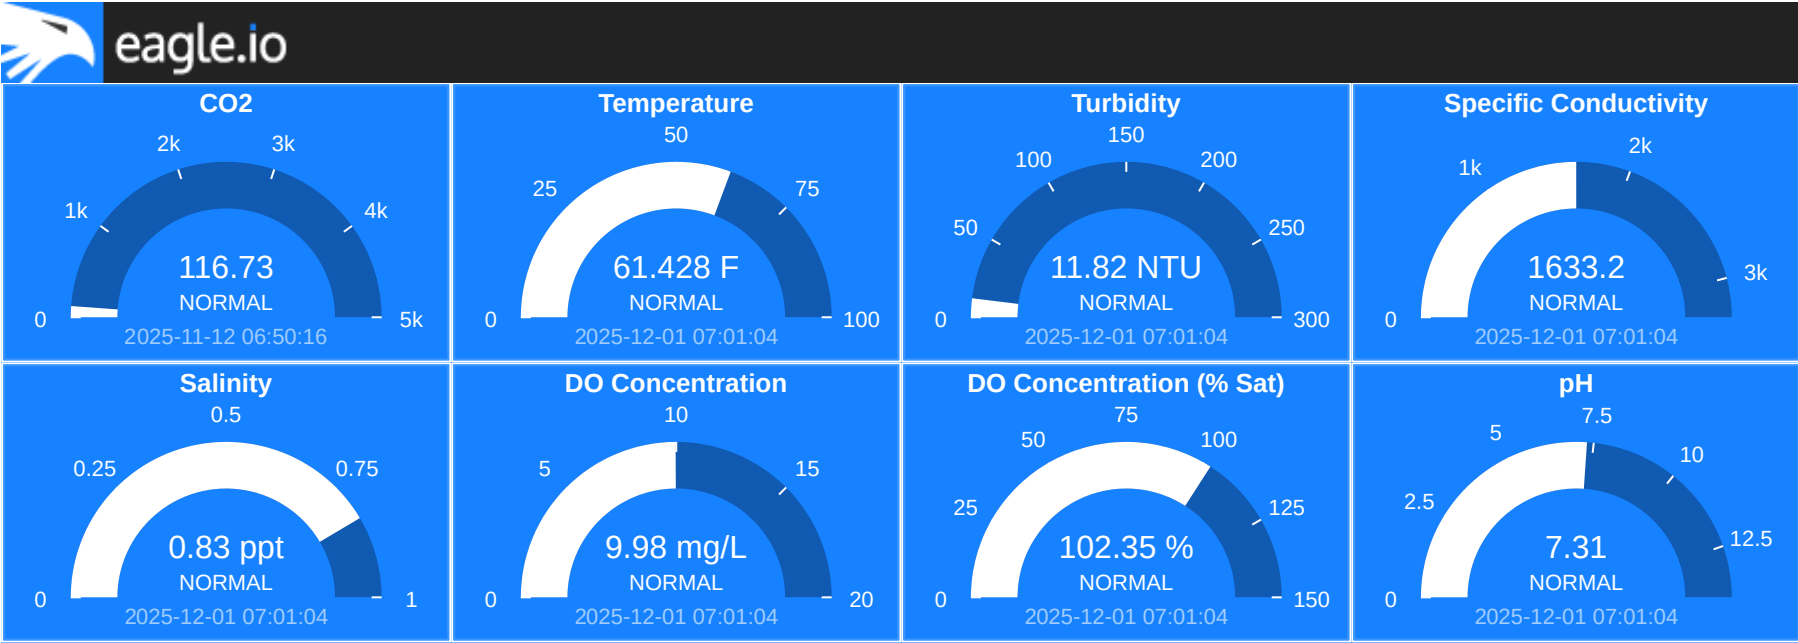 eagle.io
CO2
2k
3k
1k
4k
116.73
NORMAL
0
5k
2025-11-12 06:50:16
Temperature
50
25
75
61.428 F
NORMAL
0
100
2025-12-01 07:01:04
Turbidity
150
100
200
50
250
11.82 NTU
NORMAL
0
300
2025-12-01 07:01:04
Specific Conductivity
2k
1k
1633.2
3k
NORMAL
0
2025-12-01 07:01:04
Salinity
0.5
0.25
0.75
0.83 ppt
NORMAL
0
1
2025-12-01 07:01:04
DO Concentration
10
5
15
9.98 mg/L
NORMAL
0
20
2025-12-01 07:01:04
DO Concentration (% Sat)
75
50
100
25
125
102.35 %
NORMAL
0
150
2025-12-01 07:01:04
pH
7.5
5
10
2.5
12.5
7.31
NORMAL
0
2025-12-01 07:01:04